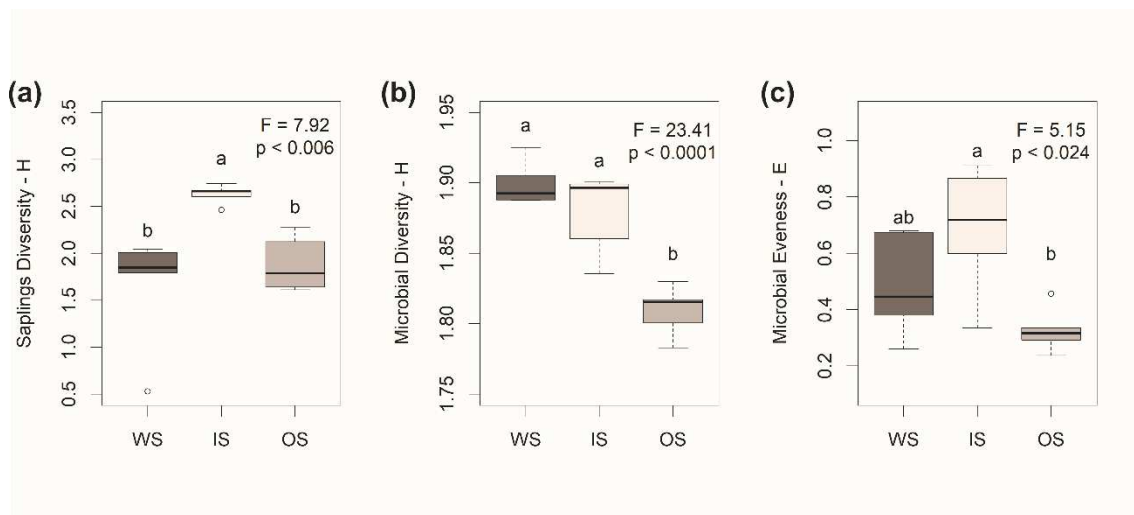 (a)
Saplings Divsersity - H
3.5
3.0
2.5
2.0
1.5
1.0
0.5
F = 7.92
p < 0.006
b
a
b
WS
IS
OS
(b)
Microbial Diversity - H
1.95
1.90
1.85
1.80
1.75
F = 23.41
p < 0.0001
a
a
b
WS
IS
OS
(c)
Microbial Eveness - E
1.0
0.8
0.6
0.4
0.2
F = 5.15
p < 0.024
ab
a
b
WS
IS
OS